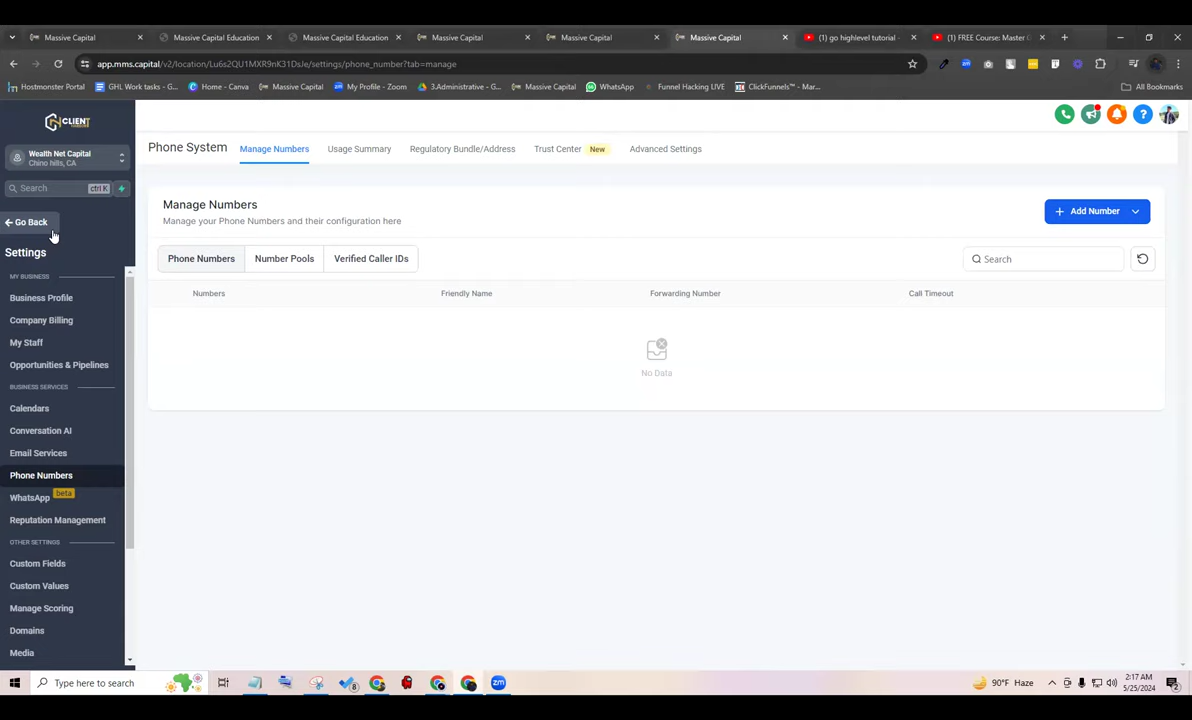 Massive Capital
Massive Capital Education
Massive Capital Education
Massive Capital
Massive Capital
Massive Capital
(1) go highlevel tutorial -
(1) FREE Course: Master
app.mms.capital/v2/location/Lu6s2QU1MXR9nK31DsJe/settings/phone_number?tab=manage
Hostmonster Portal
GHL Work tasks - G...
Home - Canva
Massive Capital
My Profile - Zoom
3.Administrative - G...
Massive Capital
WhatsApp
Funnel Hacking LIVE
ClickFunnels™ - Mar...
All Bookmarks
CLIENT
Wealth Net Capital
Chino hills, CA
Search
ctrl K
Go Back
Settings
MY BUSINESS
Business Profile
Company Billing
My Staff
Opportunities & Pipelines
BUSINESS SERVICES
Calendars
Conversation AI
Email Services
Phone Numbers
WhatsApp beta
Reputation Management
OTHER SETTINGS
Custom Fields
Custom Values
Manage Scoring
Domains
Media
Phone System
Manage Numbers
Usage Summary
Regulatory Bundle/Address
Trust Center New
Advanced Settings
Manage Numbers
Manage your Phone Numbers and their configuration here
+ Add Number
Phone Numbers
Number Pools
Verified Caller IDs
Search
Numbers
Friendly Name
Forwarding Number
Call Timeout
No Data
Type here to search
8
zm
90°F Haze
2:17 AM
5/25/2024
2